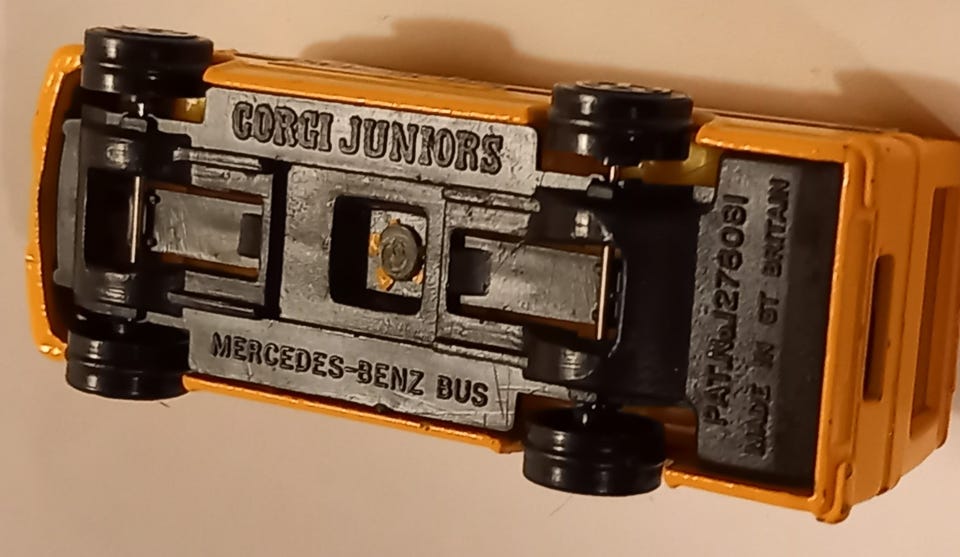 CORGI JUNIORS
MERCEDES-BENZ BUS
PAT.No.1278081
MADE IN GT BRITAIN